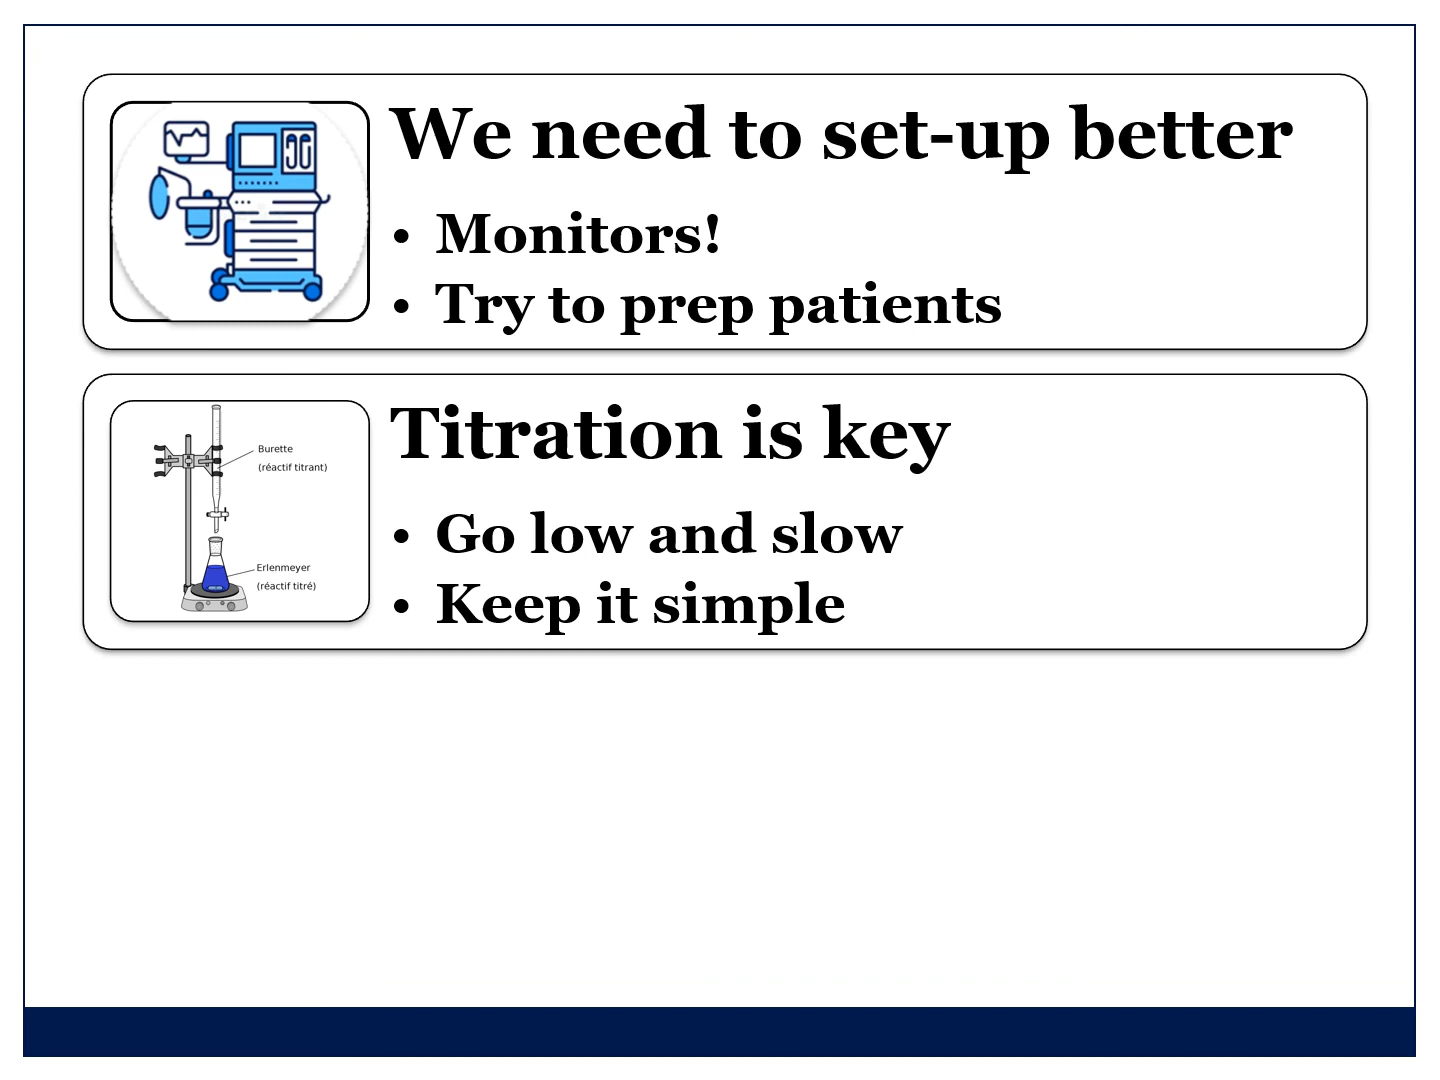 We need to set-up better
• Monitors!
• Try to prep patients
Titration is key
Burette
(réactif titrant)
Erlenmeyer
(réactif titré)
• Go low and slow
• Keep it simple